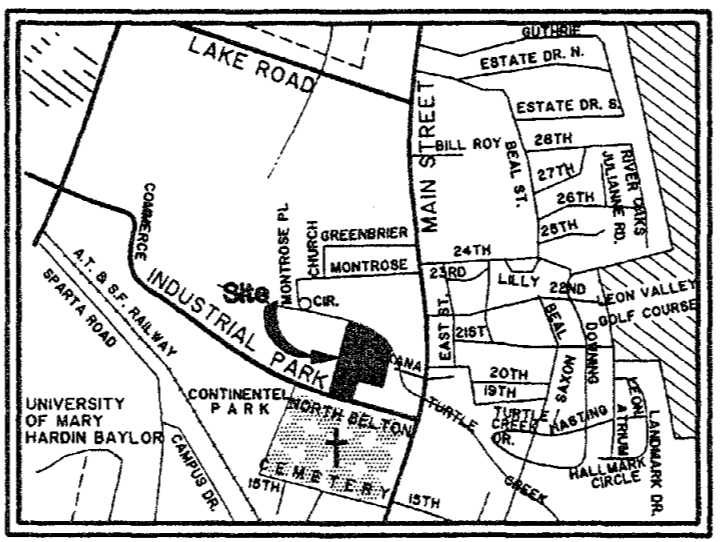 GUTHRIE
LAKE ROAD
ESTATE DR. N.
MAIN STREET
ESTATE DR. S.
BILL ROY
BEAL ST.
28TH
27TH
JULIANNE RD.
RIVER OAKS
26TH
25TH
COMMERCE
MONTROSE PL.
CHURCH
GREENBRIER
MONTROSE
24TH
23RD
LILLY
22ND
LEON VALLEY
GOLF COURSE
A.T. & S.F. RAILWAY
SPARTA ROAD
INDUSTRIAL PARK
Site
CIR.
EAST ST.
21ST
BEAL
DOWNING
SAXON
20TH
19TH
CONTINENTEL
PARK
NORTH BELTON
CEMETERY
TURTLE
CREEK
TURTLE
CREEK
DR.
HASTING
LEON
ATRIUM
LANDMARK DR.
HALLMARK
CIRCLE
UNIVERSITY
OF MARY
HARDIN BAYLOR
CAMPUS DR.
15TH
15TH